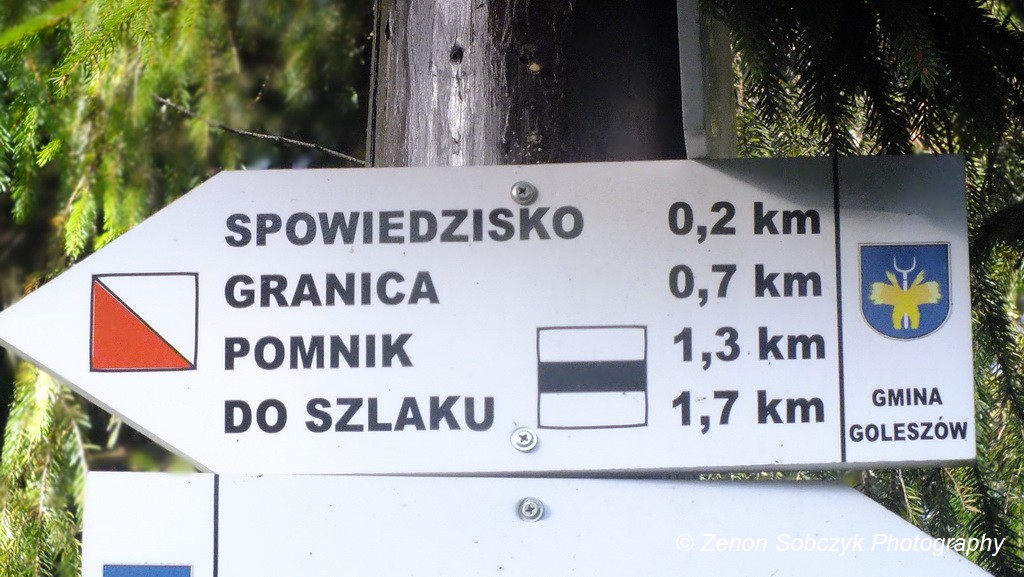 SPOWIEDZISKO 0,2 km
GRANICA 0,7 km
POMNIK 1,3 km
DO SZLAKU 1,7 km
GMINA
GOLESZÓW
© Zenon Sobczyk Photography